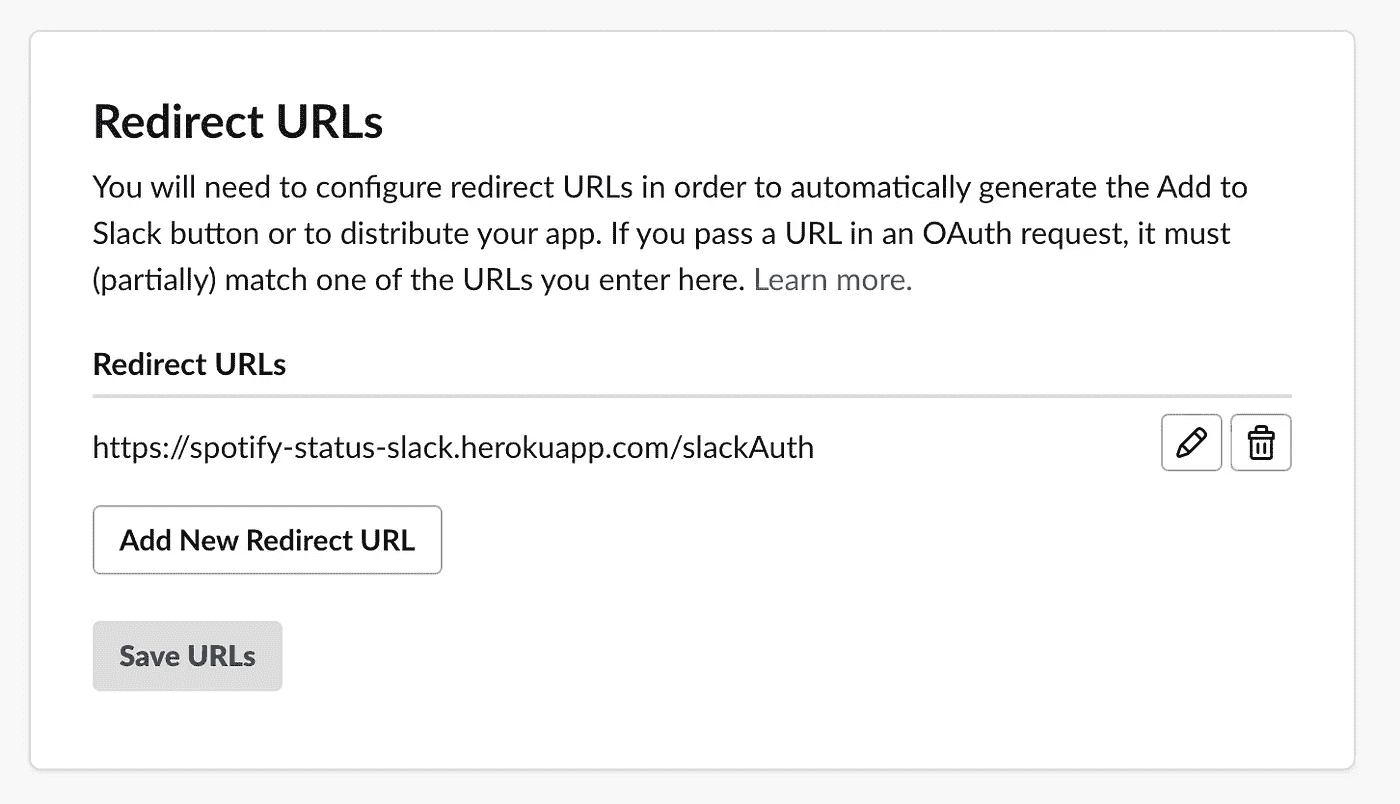 Redirect URLs
You will need to configure redirect URLs in order to automatically generate the Add to
Slack button or to distribute your app. If you pass a URL in an OAuth request, it must
(partially) match one of the URLs you enter here. Learn more.
Redirect URLs
https://spotify-status-slack.herokuapp.com/slackAuth
Add New Redirect URL
Save URLs